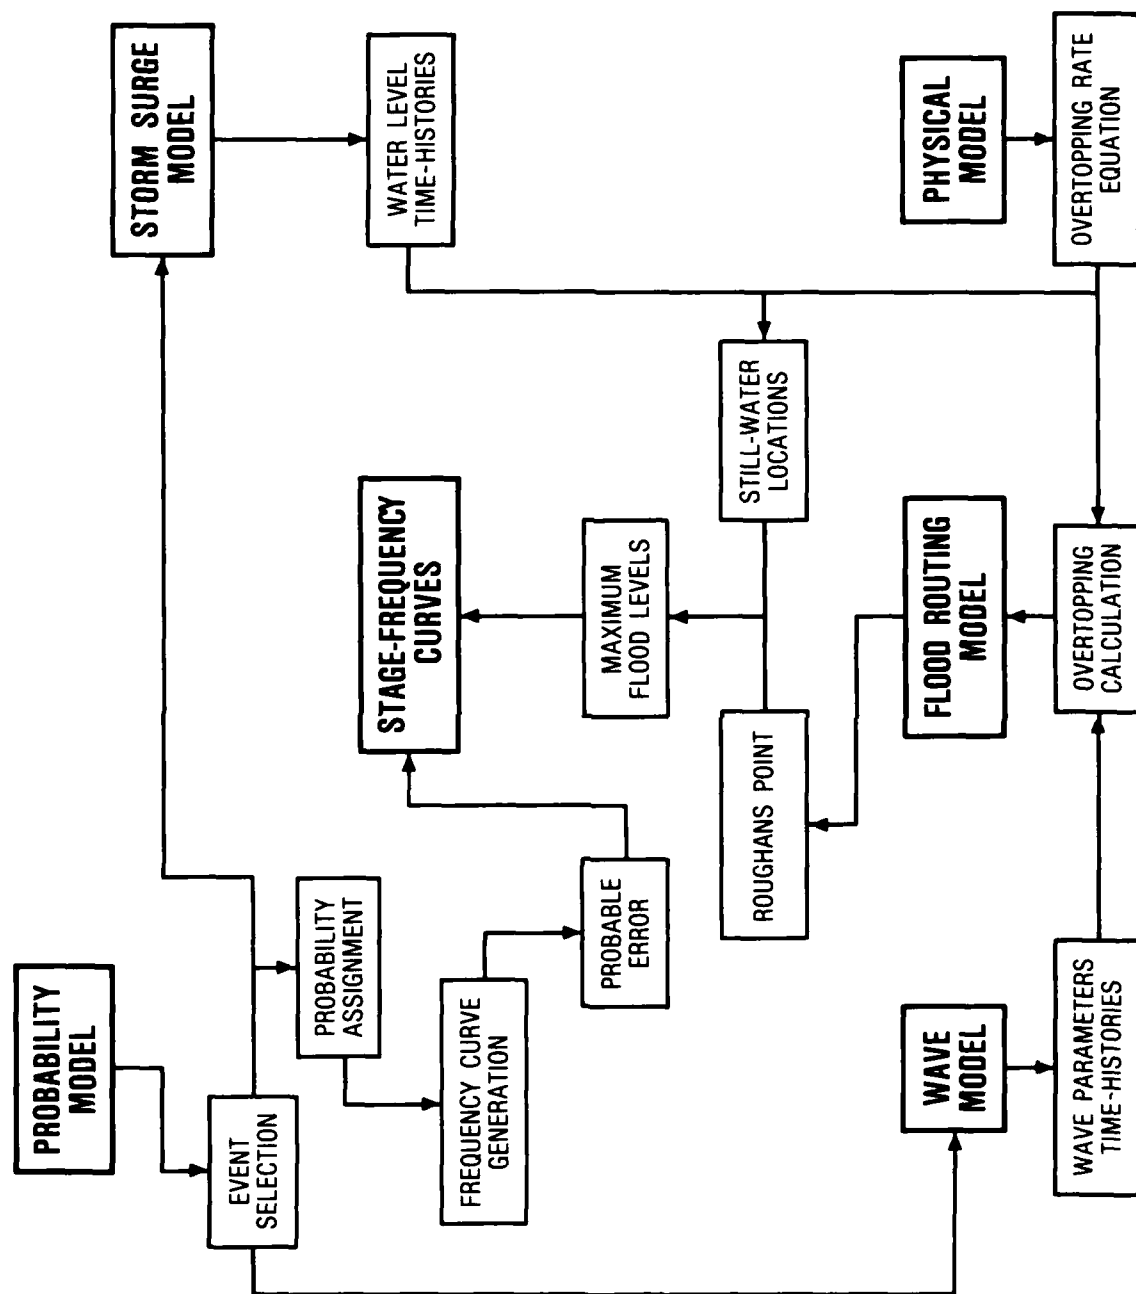 PROBABILITY
MODEL
EVENT
SELECTION
PROBABILITY
ASSIGNMENT
FREQUENCY CURVE
GENERATION
PROBABLE
ERROR
STORM SURGE
MODEL
WATER LEVEL
TIME-HISTORIES
STAGE-FREQUENCY
CURVES
MAXIMUM
FLOOD LEVELS
ROUGHANS POINT
STILL-WATER
LOCATIONS
WAVE
MODEL
WAVE PARAMETERS
TIME-HISTORIES
FLOOD ROUTING
MODEL
OVERTOPPING
CALCULATION
PHYSICAL
MODEL
OVERTOPPING RATE
EQUATION